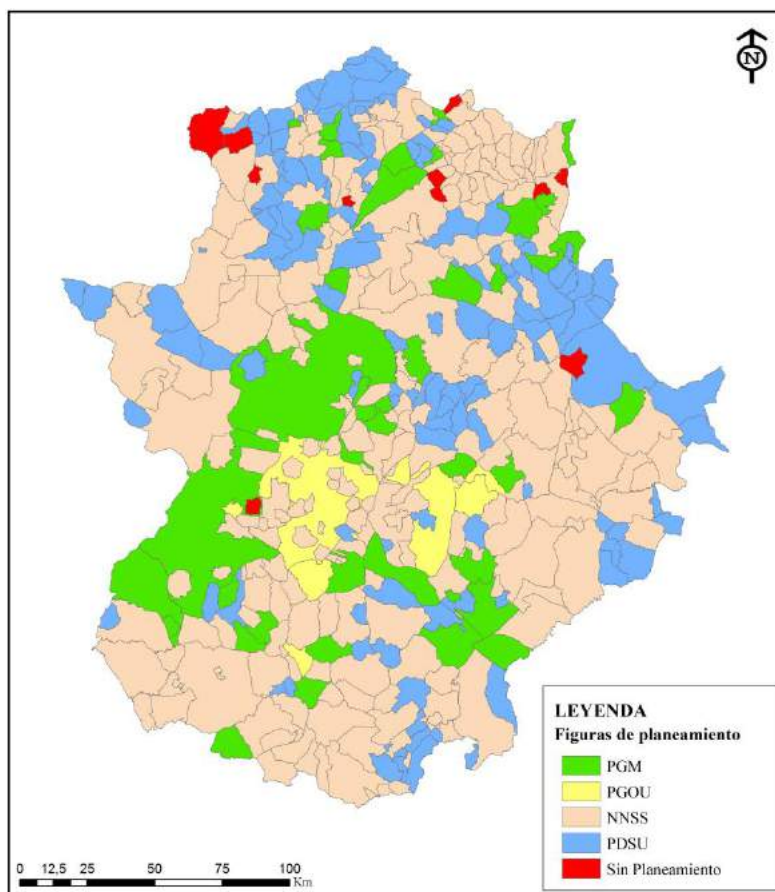 N
LEYENDA
Figuras de planeamiento
PGM
PGOU
NNSS
PDSU
Sin Planeamiento
0 12,5 25 50 75 100
Km